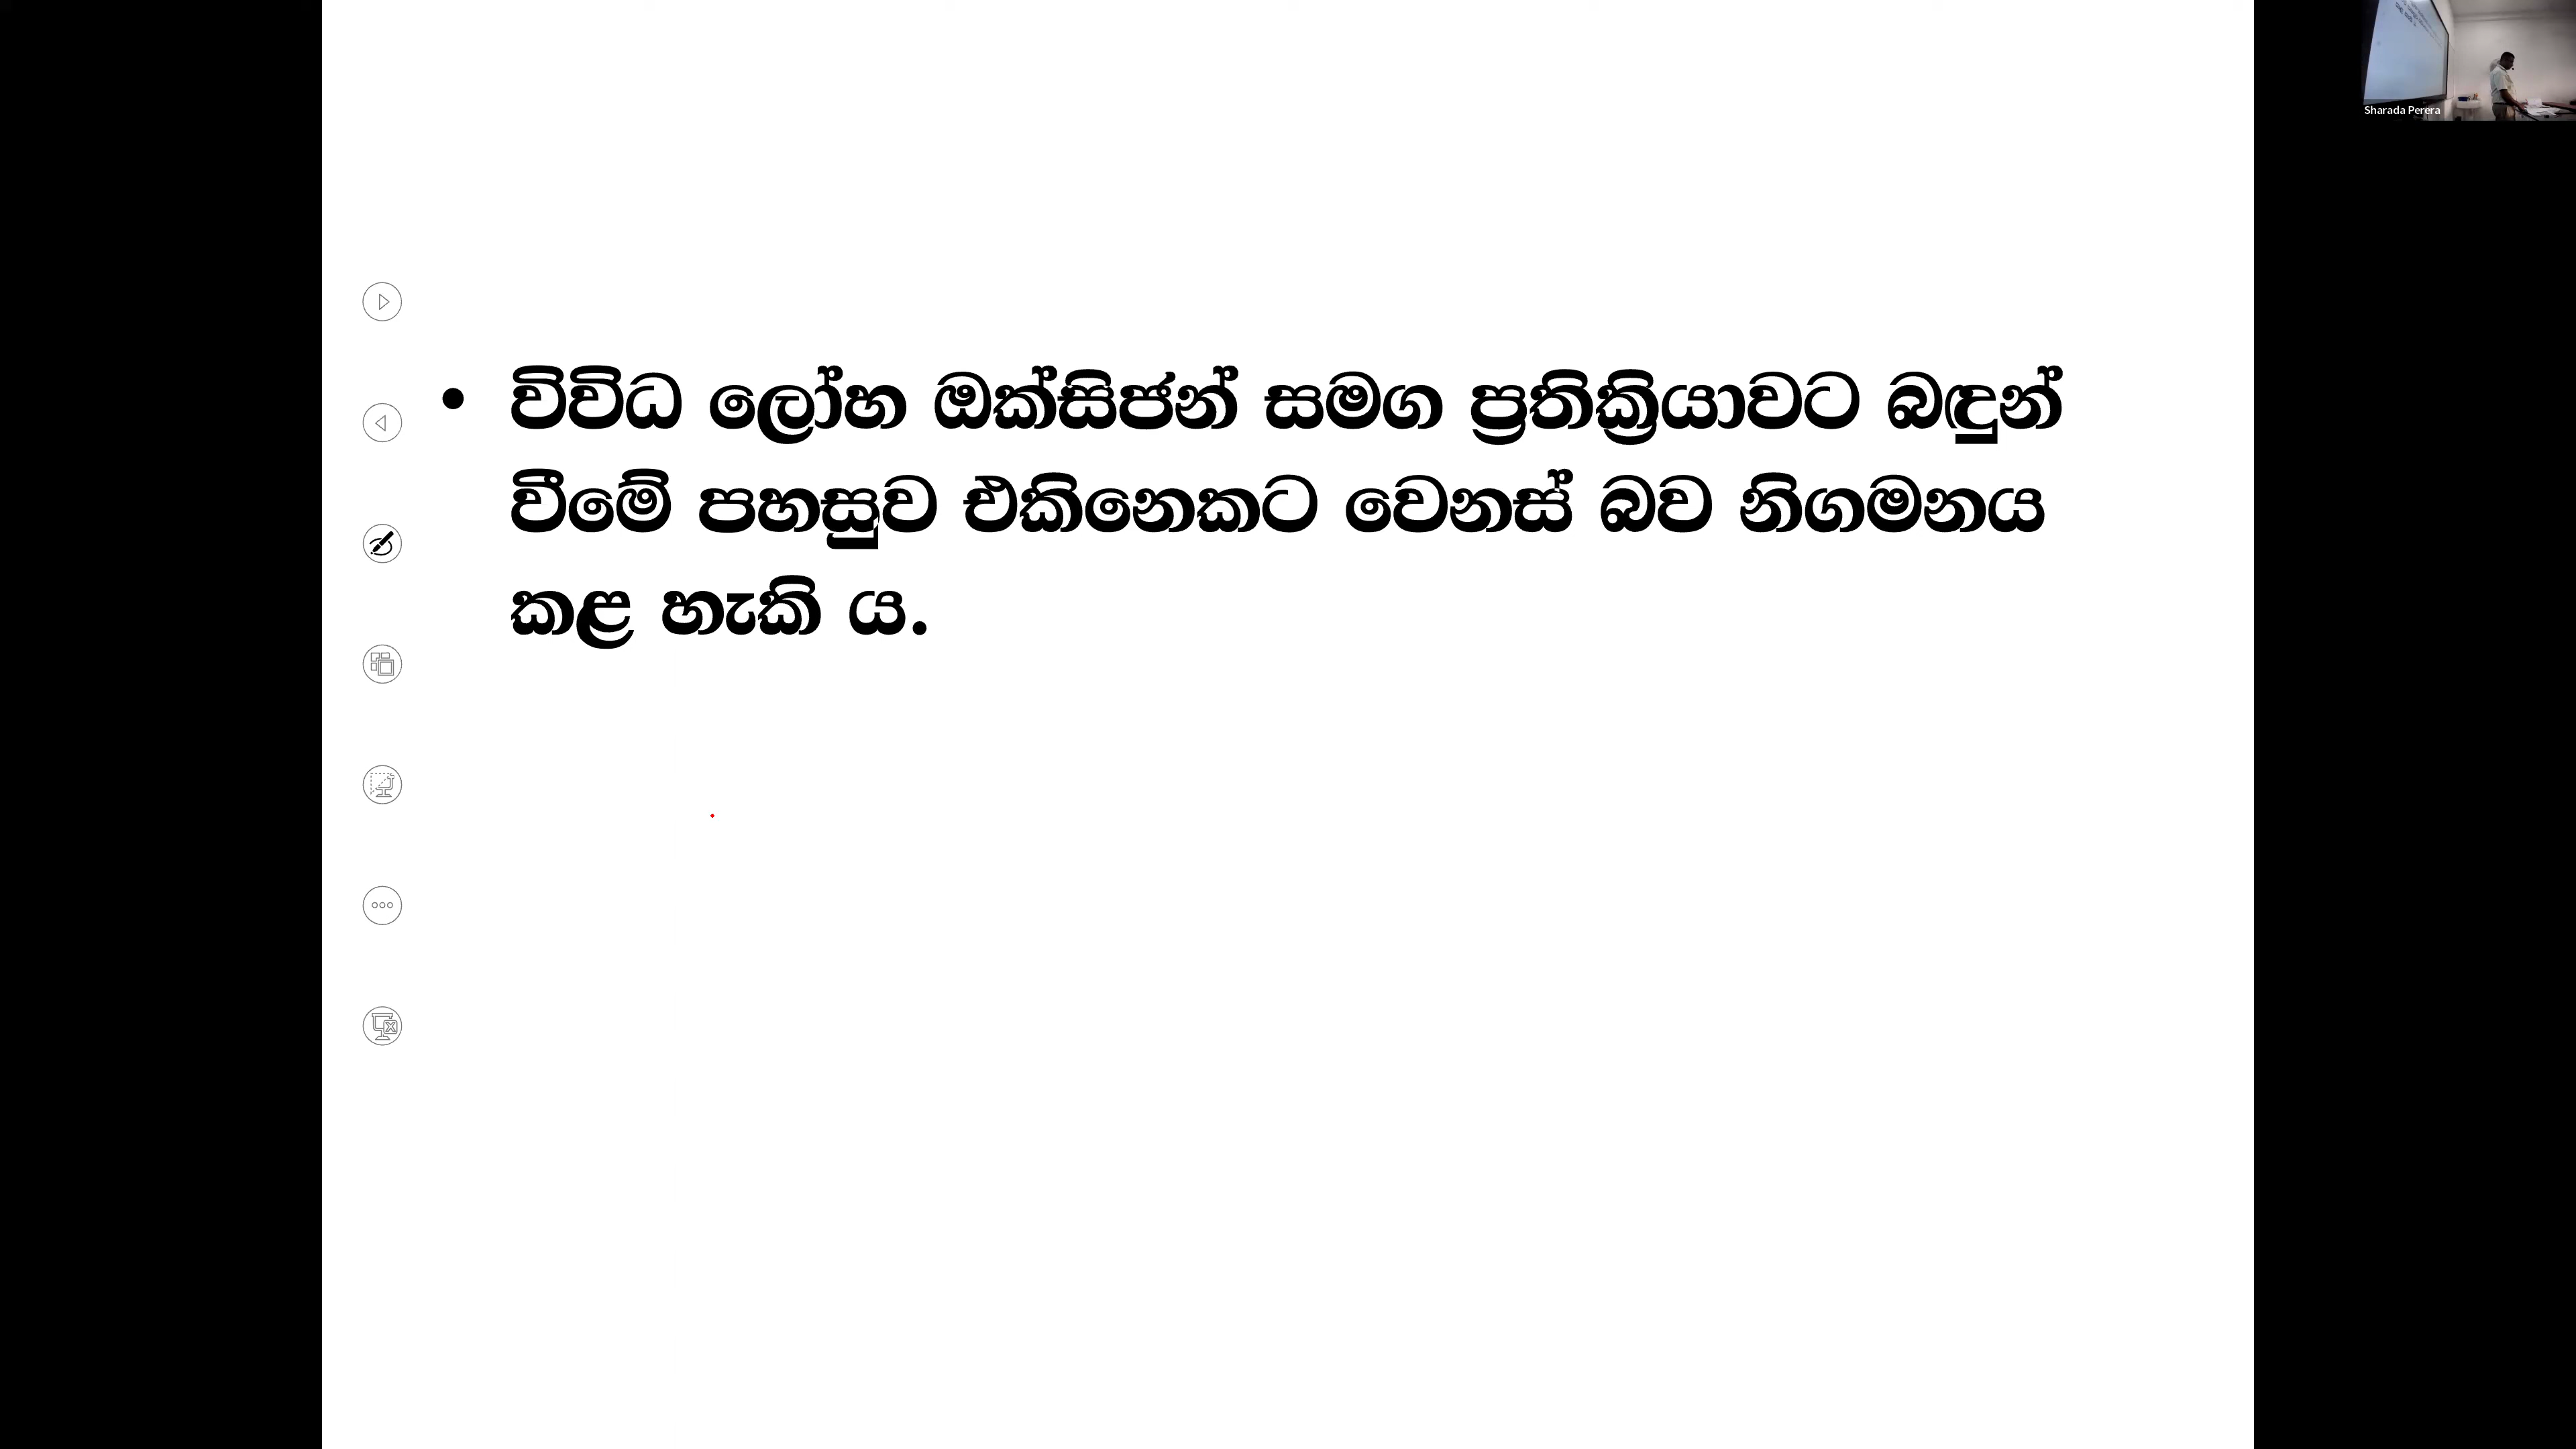 Sharada Perera
• විවිධ ලෝහ ඔක්සිජන් සමග ප්‍රතික්‍රියාවට බඳුන්
වීමේ පහසුව එකිනෙකට වෙනස් බව නිගමනය
කළ හැකි ය.